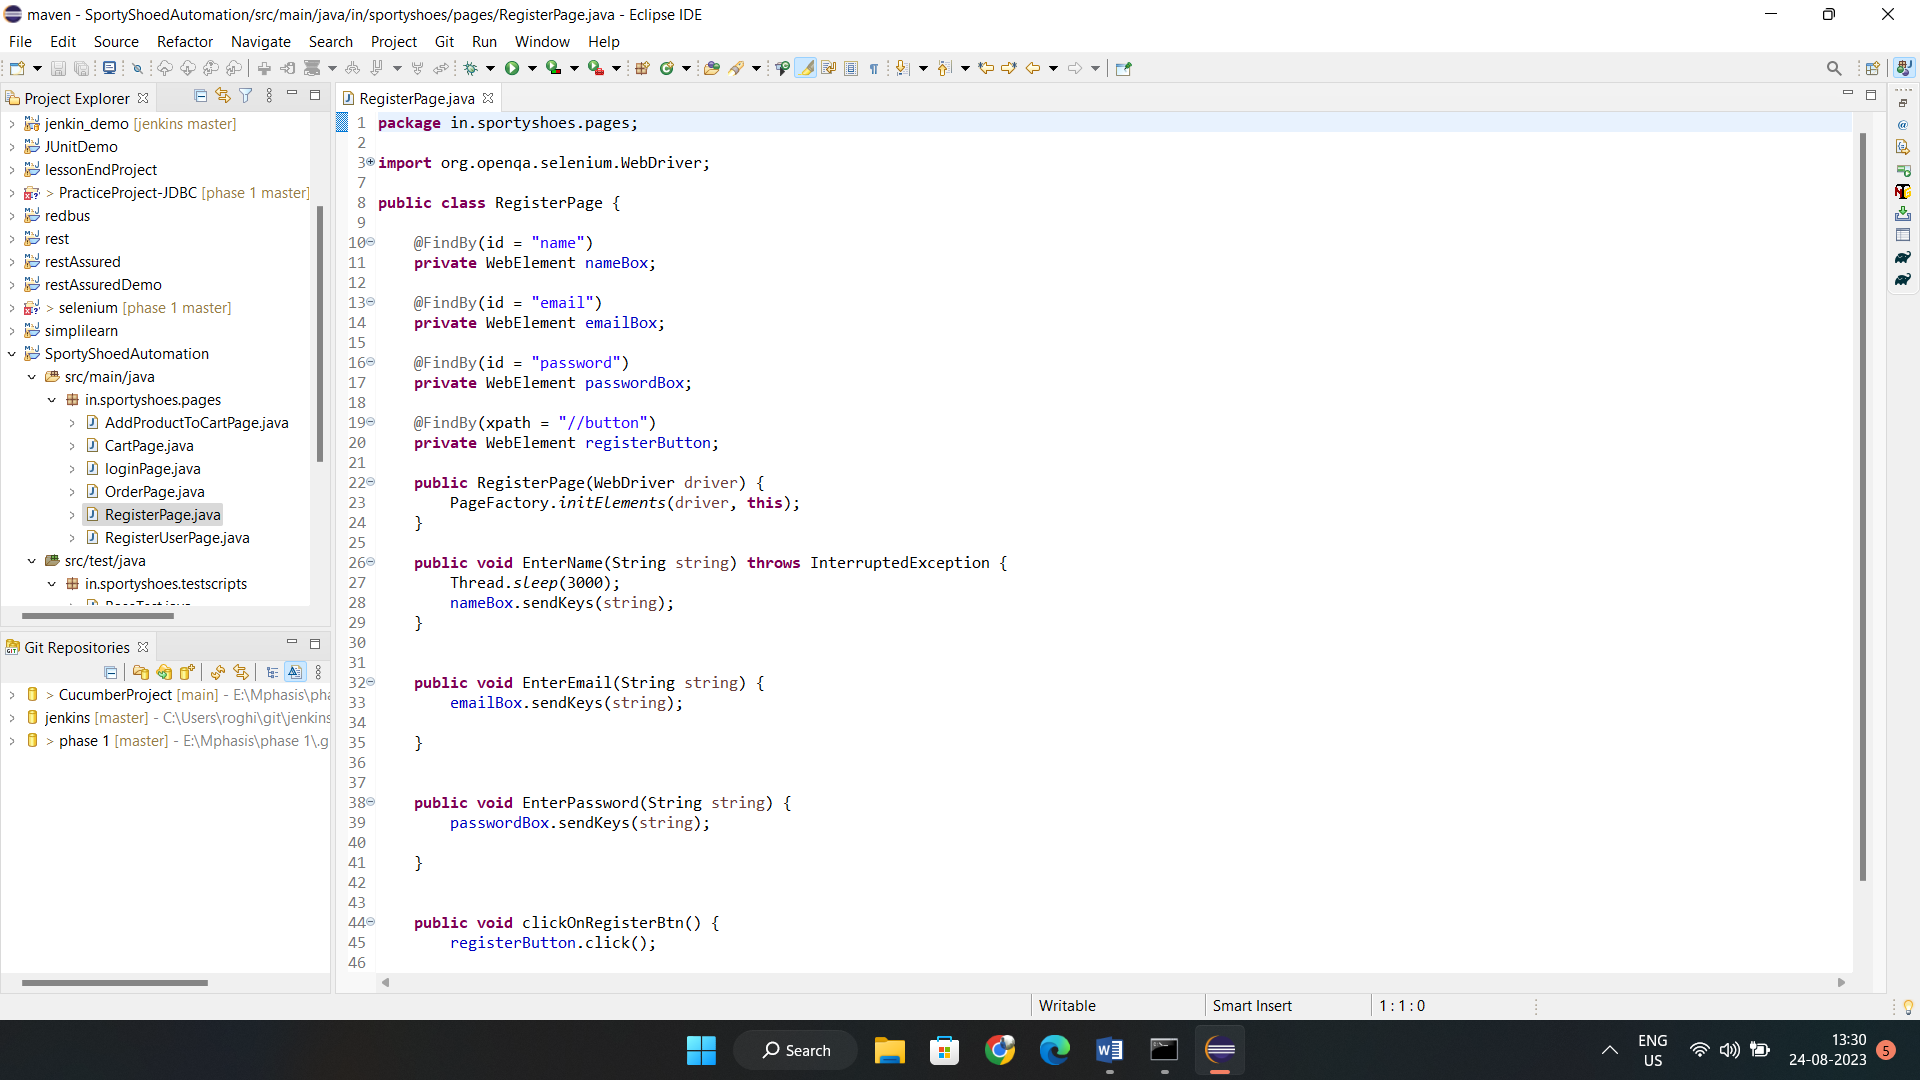 maven - SportyShoedAutomation/src/main/java/in/sportyshoes/pages/RegisterPage.java - Eclipse IDE
File Edit Source Refactor Navigate Search Project Git Run Window Help
Project Explorer
jenkin_demo [jenkins master]
JUnitDemo
lessonEndProject
> PracticeProject-JDBC [phase 1 master]
redbus
rest
restAssured
restAssuredDemo
> selenium [phase 1 master]
simplilearn
SportyShoedAutomation
src/main/java
in.sportyshoes.pages
AddProductToCartPage.java
CartPage.java
loginPage.java
OrderPage.java
RegisterPage.java
RegisterUserPage.java
src/test/java
in.sportyshoes.testscripts
Git Repositories
> CucumberProject [main] - E:\Mphasis\pha
jenkins [master] - C:\Users\roghi\git\jenkins
> phase 1 [master] - E:\Mphasis\phase 1\.g
RegisterPage.java
1 package in.sportyshoes.pages;
2
3 import org.openqa.selenium.WebDriver;
7
8 public class RegisterPage {
9
10 @FindBy(id = "name")
11 private WebElement nameBox;
12
13 @FindBy(id = "email")
14 private WebElement emailBox;
15
16 @FindBy(id = "password")
17 private WebElement passwordBox;
18
19 @FindBy(xpath = "//button")
20 private WebElement registerButton;
21
22 public RegisterPage(WebDriver driver) {
23 PageFactory.initElements(driver, this);
24 }
25
26 public void EnterName(String string) throws InterruptedException {
27 Thread.sleep(3000);
28 nameBox.sendKeys(string);
29 }
30
31
32 public void EnterEmail(String string) {
33 emailBox.sendKeys(string);
34
35 }
36
37
38 public void EnterPassword(String string) {
39 passwordBox.sendKeys(string);
40
41 }
42
43
44 public void clickOnRegisterBtn() {
45 registerButton.click();
46
Writable Smart Insert 1 : 1 : 0
Search
ENG
US
13:30
24-08-2023
5